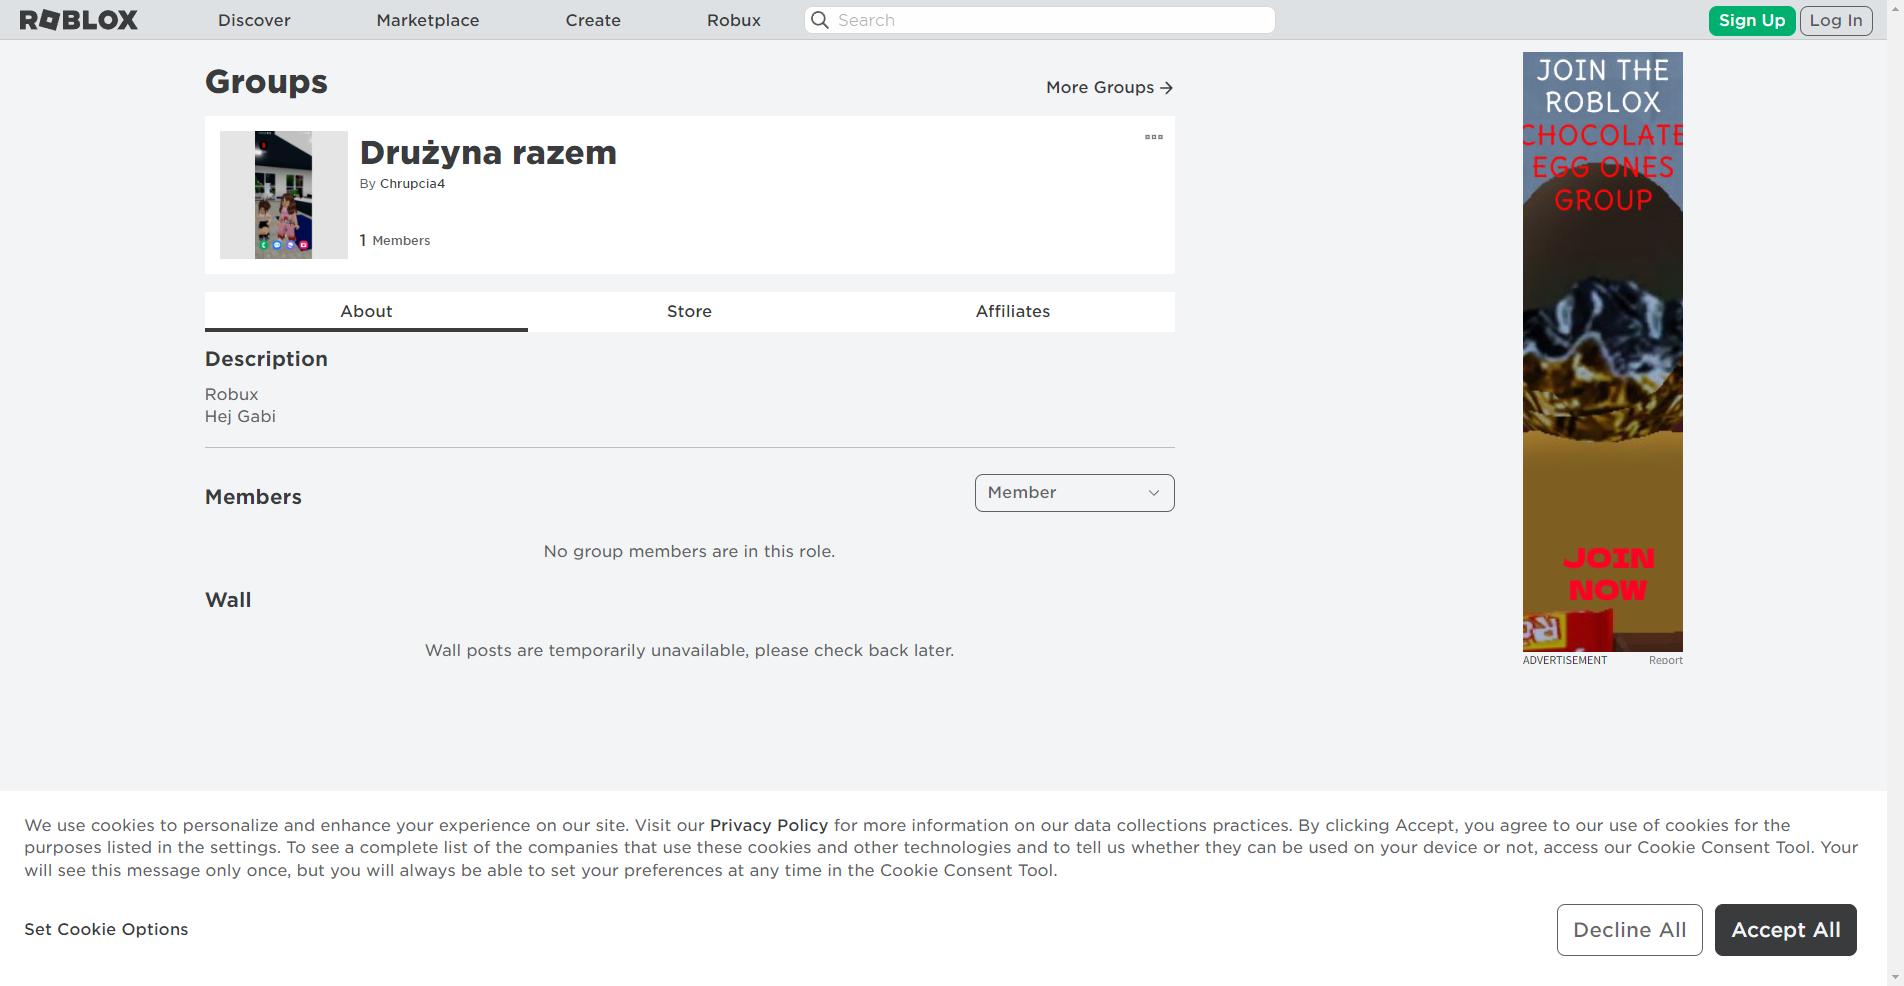 ROBLOX
Discover
Marketplace
Create
Robux
Search
Sign Up
Log In
Groups
More Groups
Drużyna razem
By Chrupcia4
1 Members
About
Store
Affiliates
Description
Robux
Hej Gabi
Members
Member
No group members are in this role.
Wall
Wall posts are temporarily unavailable, please check back later.
JOIN THE
ROBLOX
CHOCOLATE
EGG ONES
GROUP
JOIN
NOW
ADVERTISEMENT
Report
We use cookies to personalize and enhance your experience on our site. Visit our Privacy Policy for more information on our data collections practices. By clicking Accept, you agree to our use of cookies for the
purposes listed in the settings. To see a complete list of the companies that use these cookies and other technologies and to tell us whether they can be used on your device or not, access our Cookie Consent Tool. Your
will see this message only once, but you will always be able to set your preferences at any time in the Cookie Consent Tool.
Set Cookie Options
Decline All
Accept All